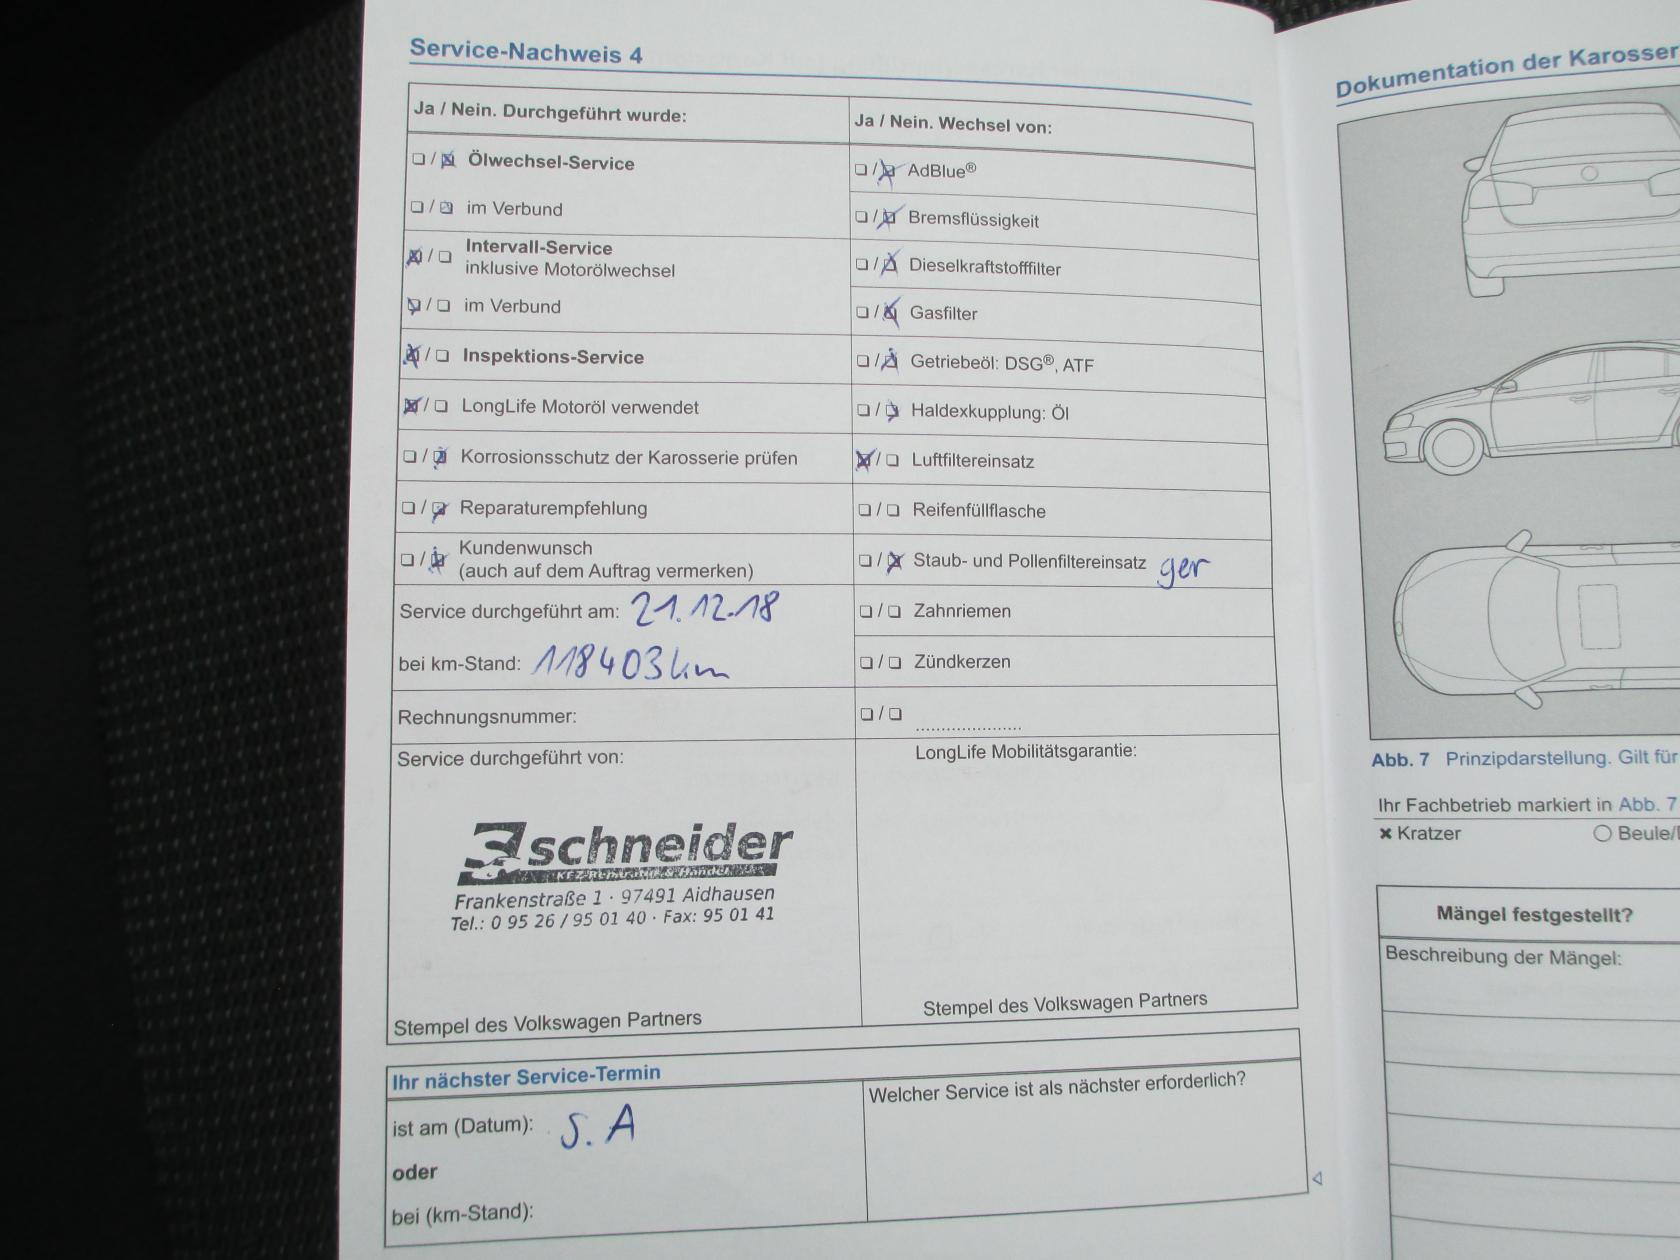 Service-Nachweis 4
Ja / Nein. Durchgeführt wurde:
❏ / ☒ Ölwechsel-Service
❏ / ☒ im Verbund
☒ / ❏ Intervall-Service
inklusive Motorölwechsel
☒ / ❏ im Verbund
☒ / ❏ Inspektions-Service
☒ / ❏ LongLife Motoröl verwendet
❏ / ☒ Korrosionsschutz der Karosserie prüfen
❏ / ☒ Reparaturempfehlung
❏ / ☒ Kundenwunsch
(auch auf dem Auftrag vermerken)
Service durchgeführt am: 21.12.18
bei km-Stand: 118403 km
Rechnungsnummer:
Service durchgeführt von:
schneider
KFZ-Reparatur & Handel
Frankenstraße 1 · 97491 Aidhausen
Tel.: 0 95 26 / 95 01 40 · Fax: 95 01 41
Stempel des Volkswagen Partners
Ja / Nein. Wechsel von:
❏ / ☒ AdBlue®
❏ / ☒ Bremsflüssigkeit
❏ / ☒ Dieselkraftstofffilter
❏ / ☒ Gasfilter
❏ / ☒ Getriebeöl: DSG®, ATF
❏ / ☒ Haldexkupplung: Öl
☒ / ❏ Luftfiltereinsatz
❏ / ❏ Reifenfüllflasche
❏ / ☒ Staub- und Pollenfiltereinsatz ger
❏ / ❏ Zahnriemen
❏ / ❏ Zündkerzen
❏ / ❏ .....................
LongLife Mobilitätsgarantie:
Stempel des Volkswagen Partners
Ihr nächster Service-Termin
ist am (Datum): S. A
oder
bei (km-Stand):
Welcher Service ist als nächster erforderlich?
Dokumentation der Karosser
Abb. 7 Prinzipdarstellung. Gilt für
Ihr Fachbetrieb markiert in Abb. 7
✖ Kratzer
○ Beule/
Mängel festgestellt?
Beschreibung der Mängel: